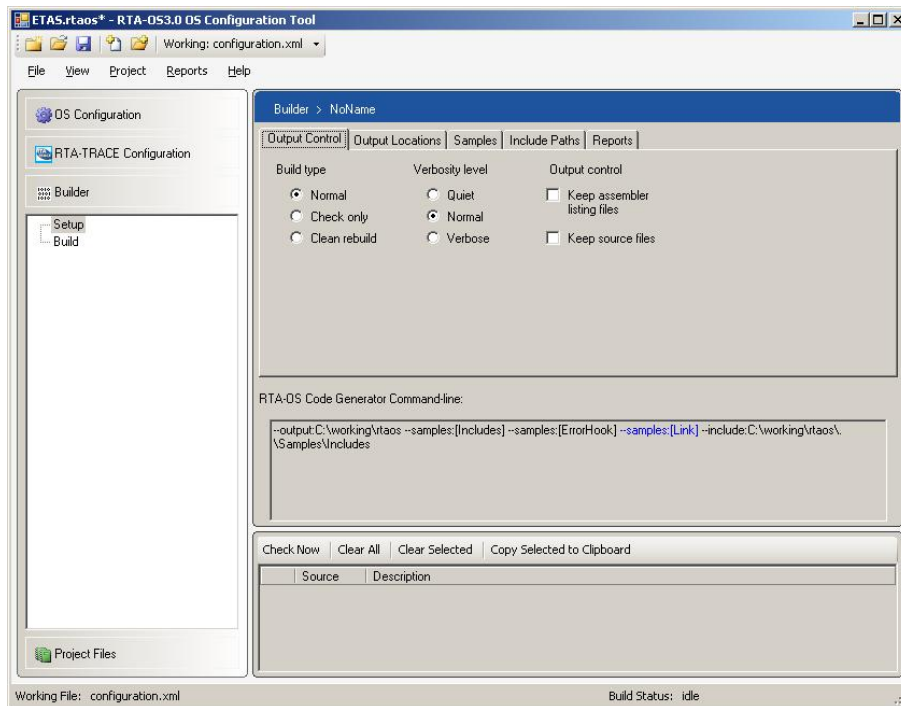 ETAS.rtaos* - RTA-OS3.0 OS Configuration Tool
Working: configuration.xml
File View Project Reports Help
OS Configuration
RTA-TRACE Configuration
Builder
Setup
Build
Project Files
Builder > NoName
Output Control Output Locations Samples Include Paths Reports
Build type Verbosity level Output control
Normal Quiet Keep assembler
listing files
Check only Normal
Clean rebuild Verbose Keep source files
RTA-OS Code Generator Command-line:
--output:C:\working\rtaos --samples:[Includes] --samples:[ErrorHook] --samples:[Link] --include:C:\working\rtaos\.
\Samples\Includes
Check Now Clear All Clear Selected Copy Selected to Clipboard
Source Description
Working File: configuration.xml Build Status: idle